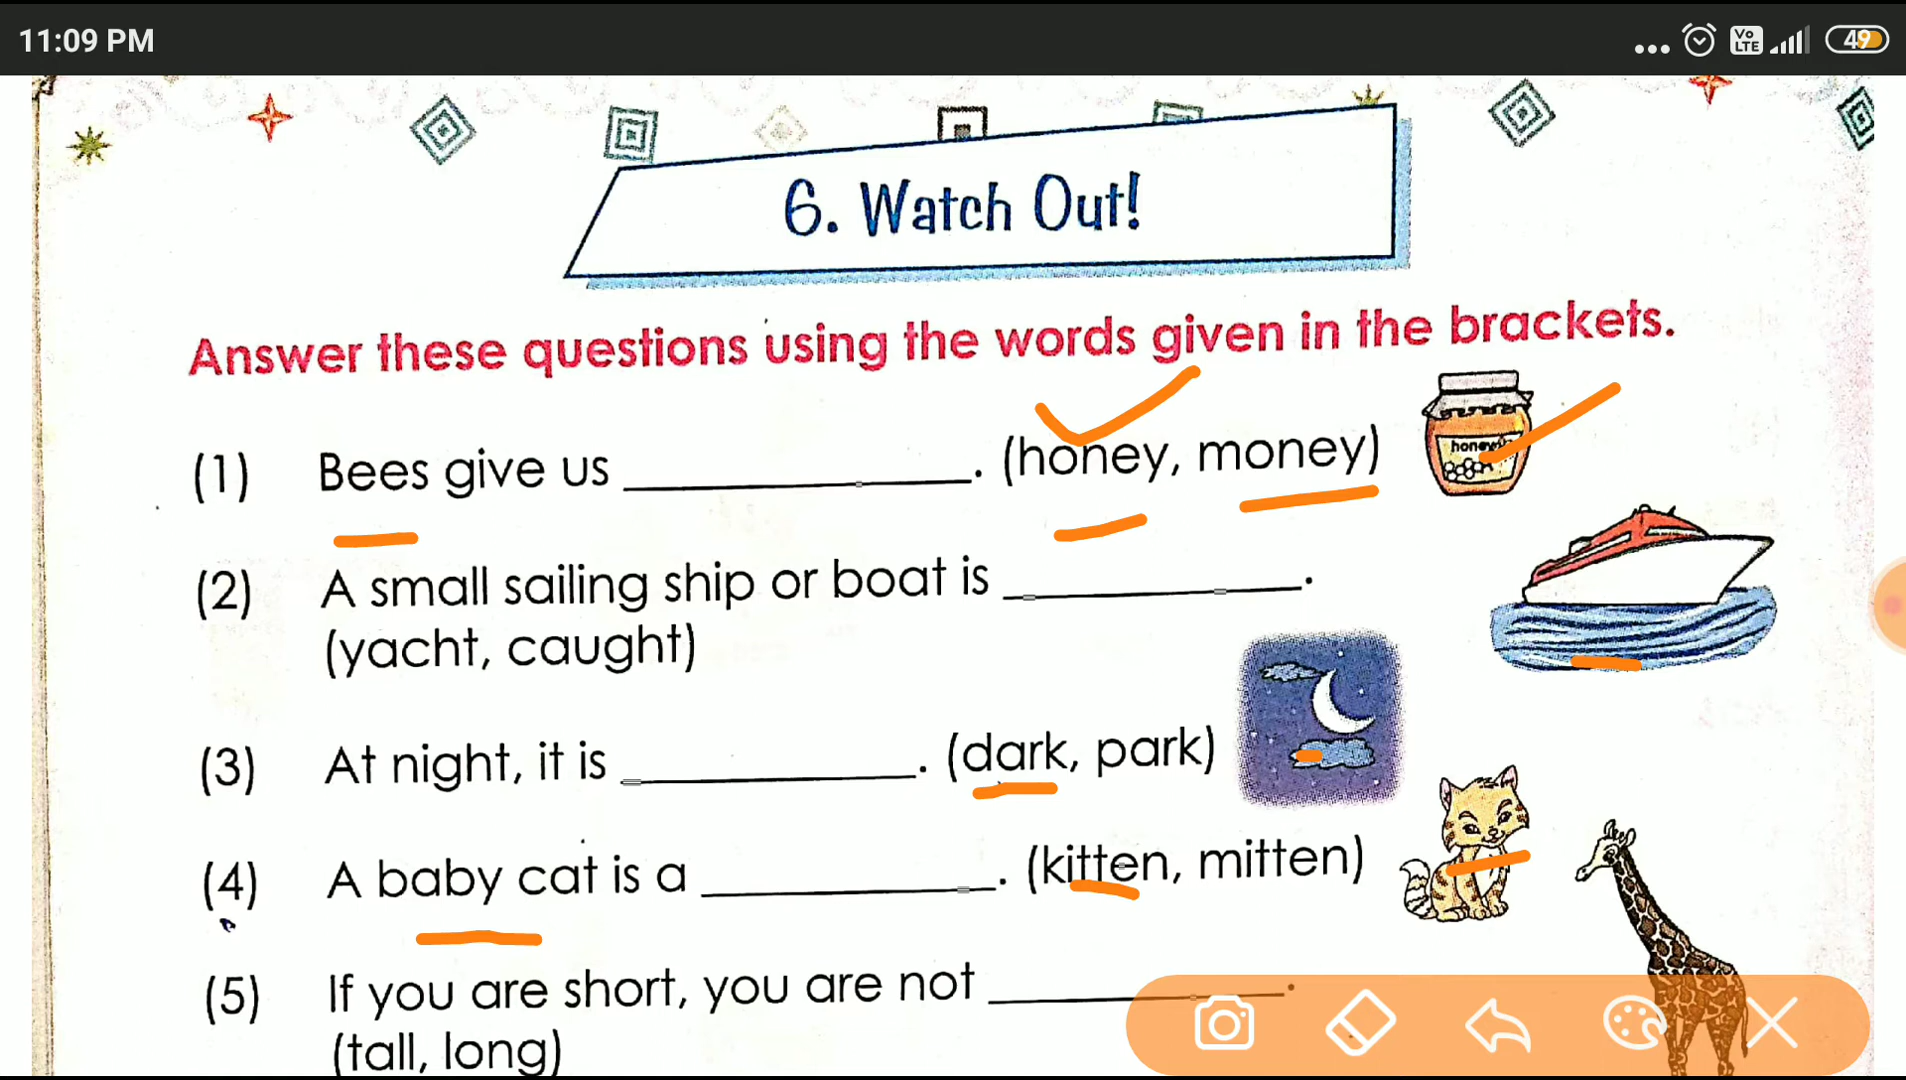 11:09 PM
Vo LTE
49
6. Watch Out!
Answer these questions using the words given in the brackets.
(1) Bees give us ____________. (honey, money)
honey
(2) A small sailing ship or boat is ____________.
(yacht, caught)
(3) At night, it is ____________. (dark, park)
(4) A baby cat is a ____________. (kitten, mitten)
(5) If you are short, you are not ____________.
(tall, long)